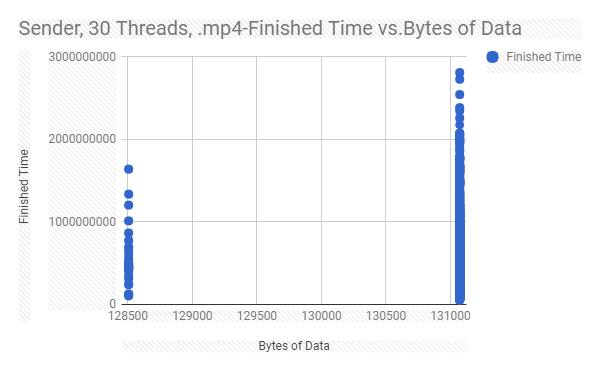 Sender, 30 Threads, .mp4-Finished Time vs.Bytes of Data
Finished Time
3000000000
2000000000
1000000000
0
Finished Time
128500 129000 129500 130000 130500 131000
Bytes of Data